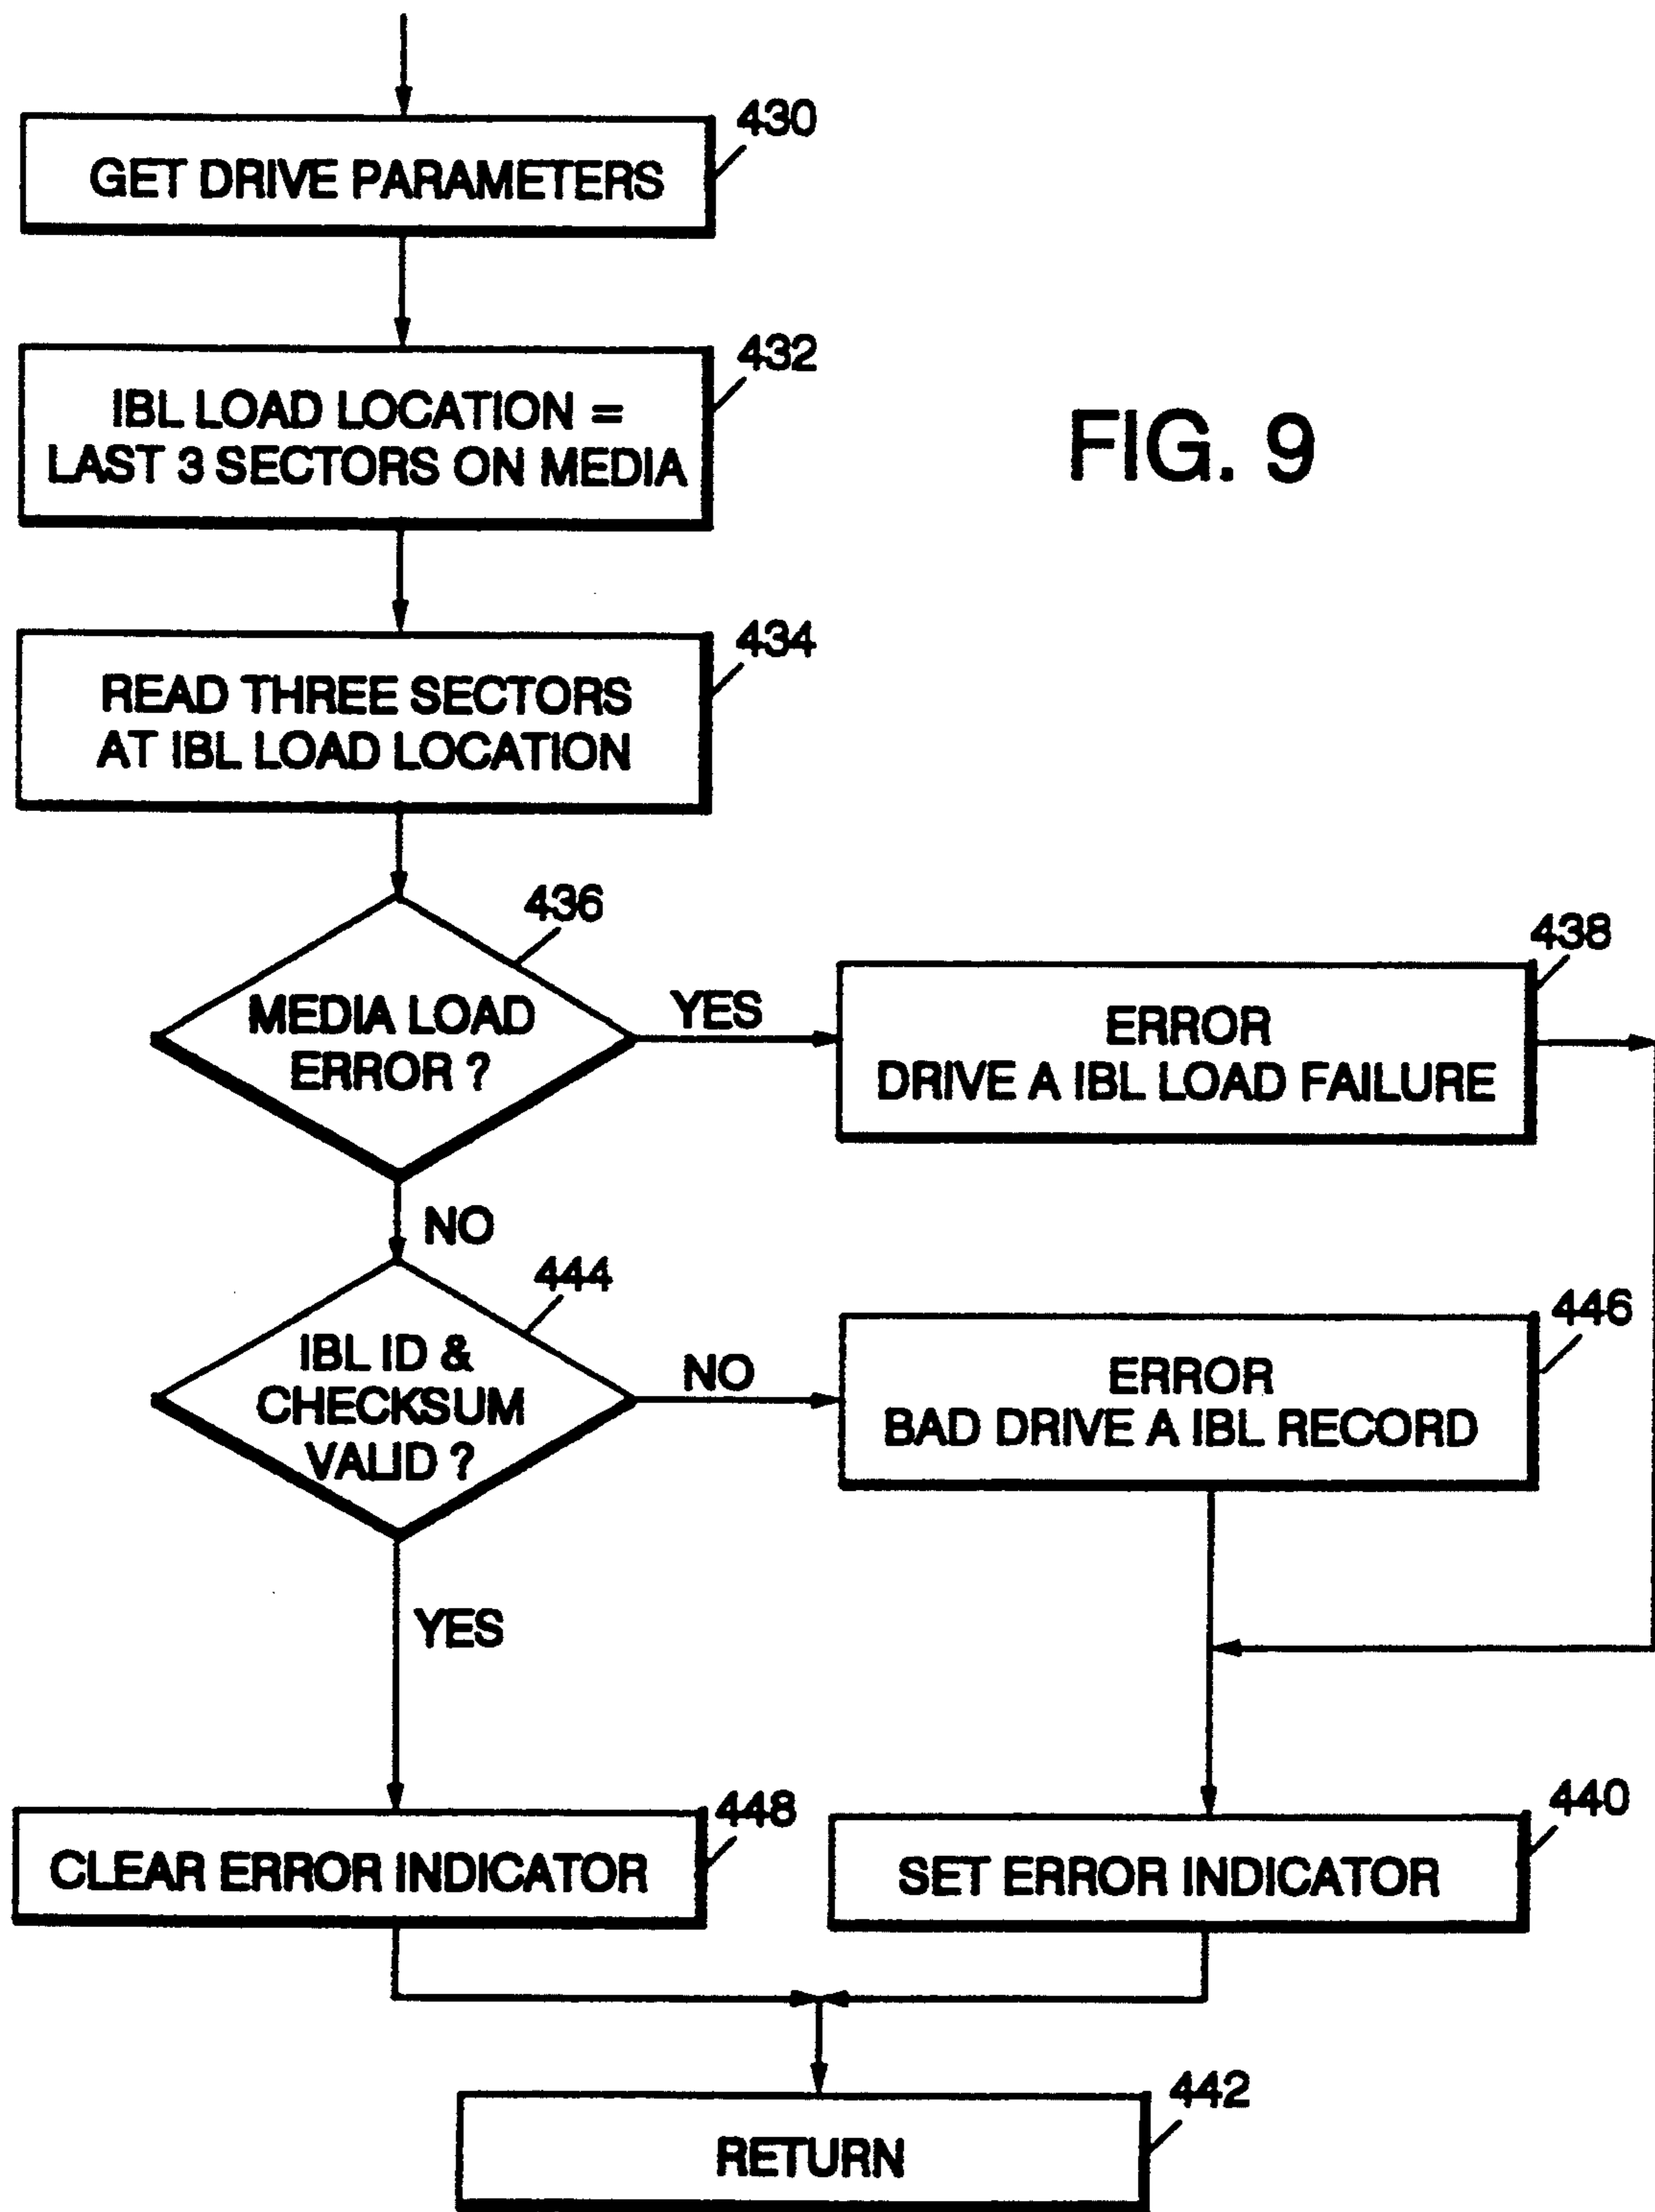 430
GET DRIVE PARAMETERS
432
IBL LOAD LOCATION =
LAST 3 SECTORS ON MEDIA
FIG. 9
434
READ THREE SECTORS
AT IBL LOAD LOCATION
436
MEDIA LOAD
ERROR ?
YES
438
ERROR
DRIVE A IBL LOAD FAILURE
NO
444
IBL ID &
CHECKSUM
VALID ?
NO
446
ERROR
BAD DRIVE A IBL RECORD
YES
448
CLEAR ERROR INDICATOR
440
SET ERROR INDICATOR
442
RETURN